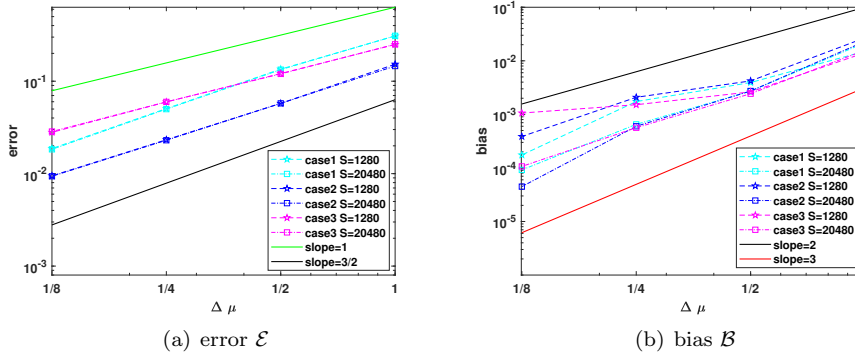 10^-1
10^-2
10^-3
error
1/8
1/4
1/2
1
Δ μ
case1 S=1280
case1 S=20480
case2 S=1280
case2 S=20480
case3 S=1280
case3 S=20480
slope=1
slope=3/2
(a) error ℰ
10^-1
10^-2
10^-3
10^-4
10^-5
bias
1/8
1/4
1/2
Δ μ
case1 S=1280
case1 S=20480
case2 S=1280
case2 S=20480
case3 S=1280
case3 S=20480
slope=2
slope=3
(b) bias ℬ